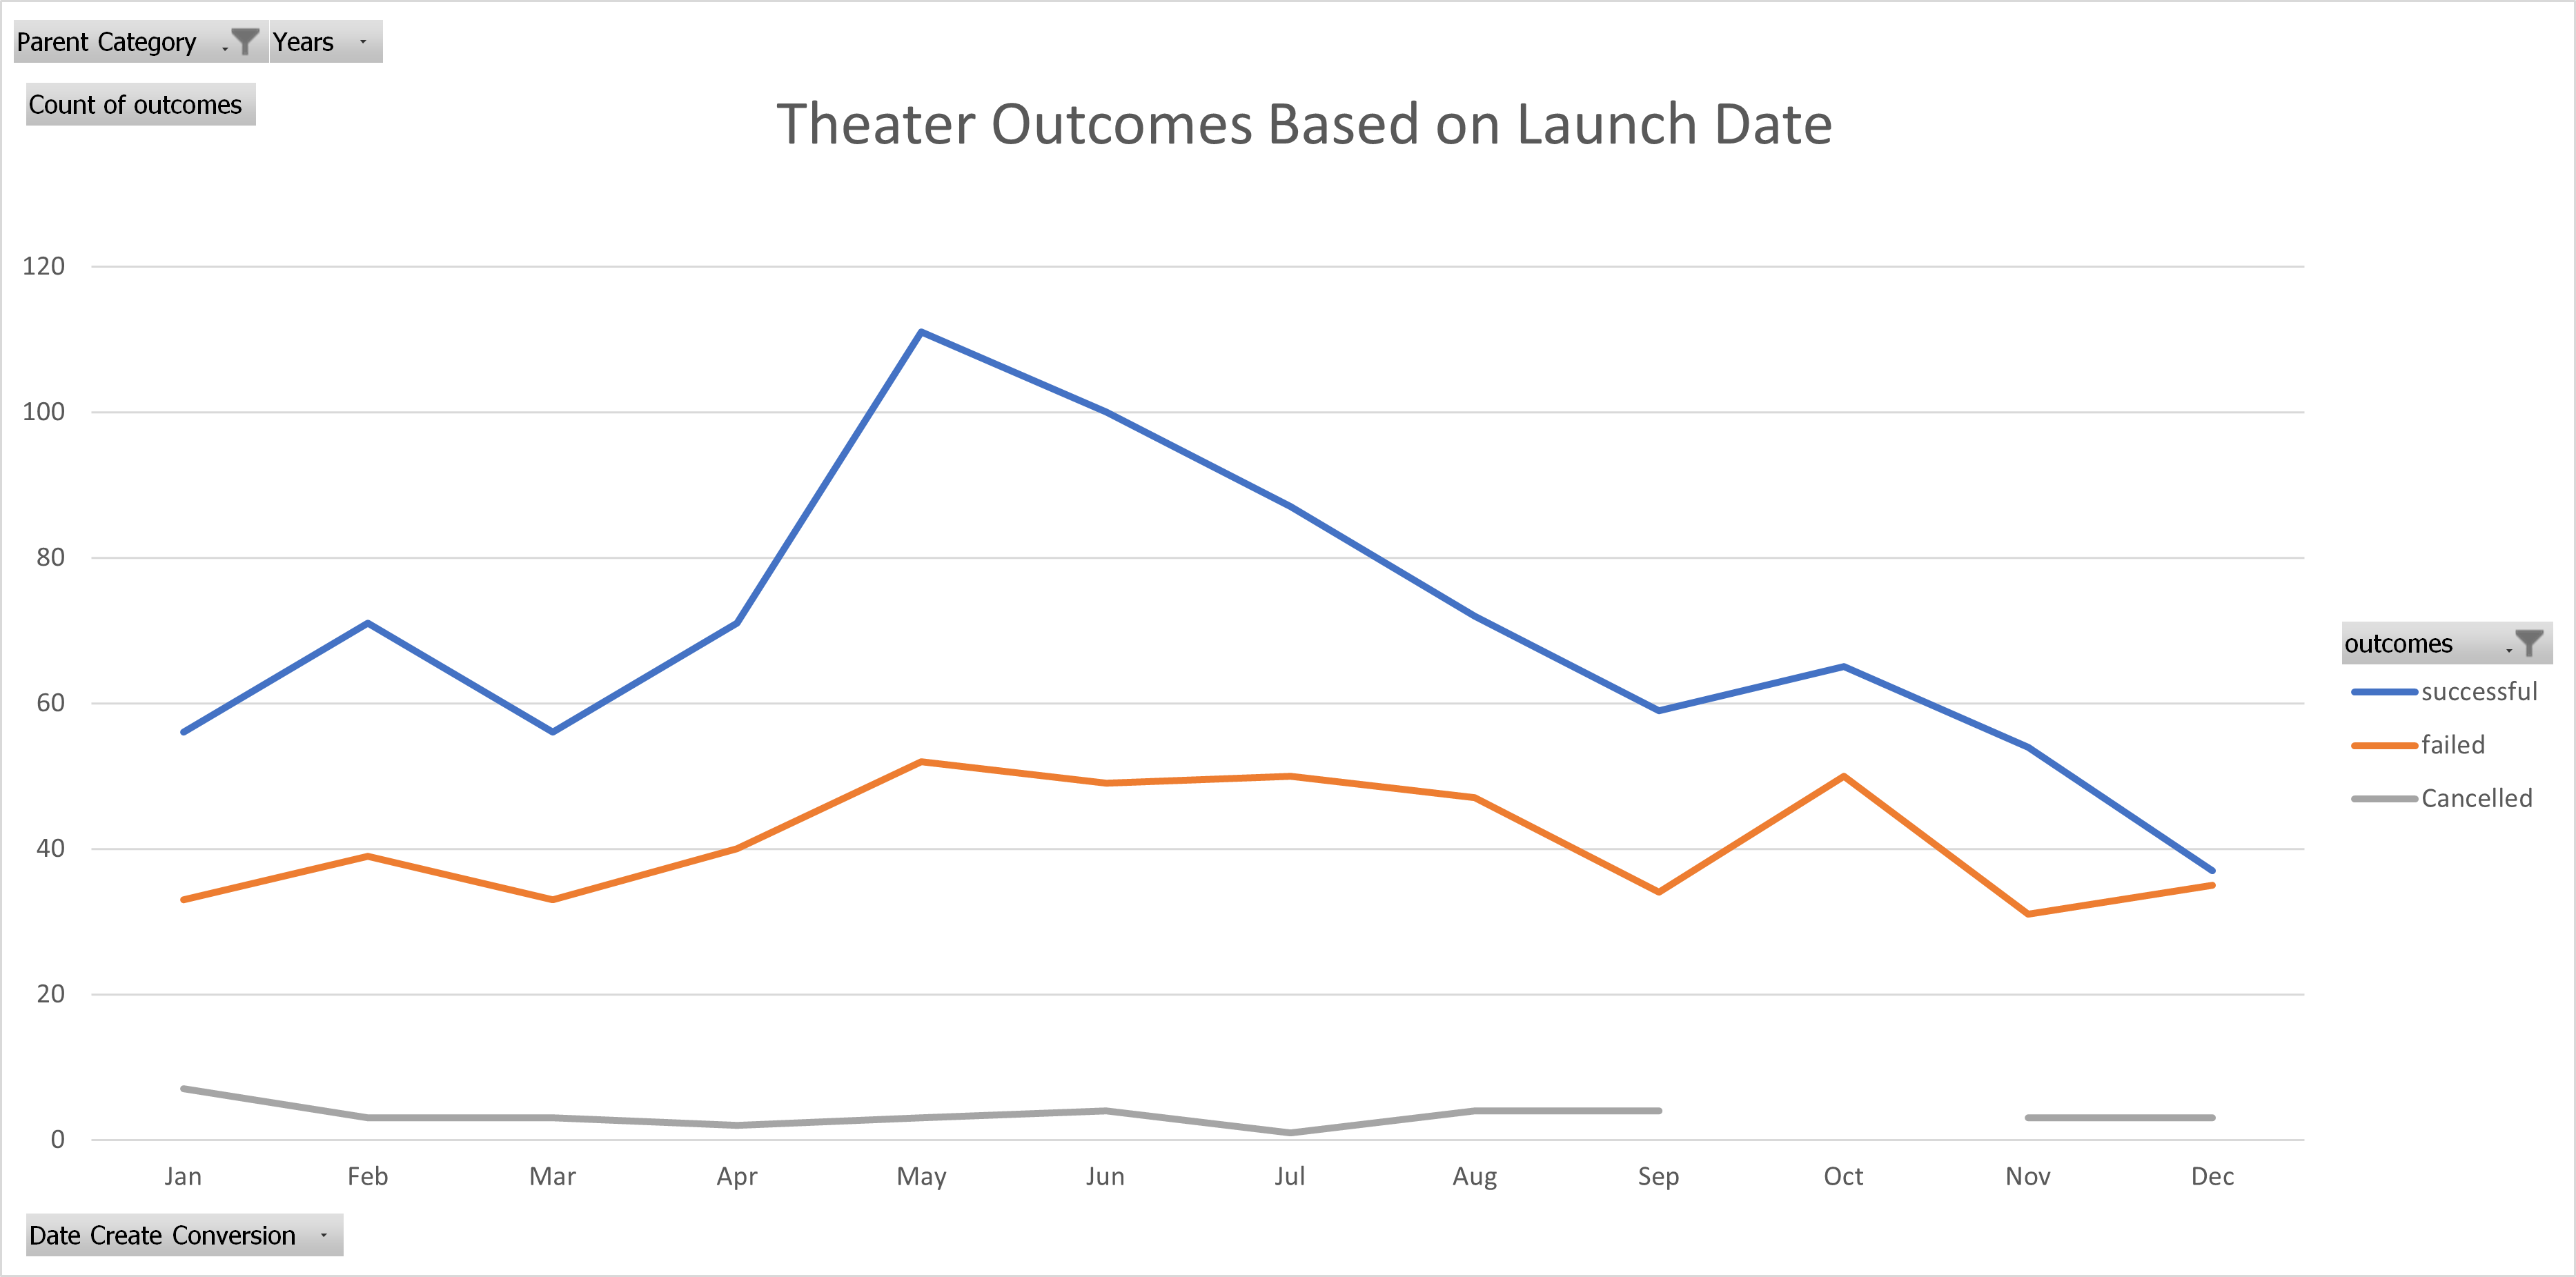 Parent Category Years
Count of outcomes
Theater Outcomes Based on Launch Date
120
100
80
60
40
20
0
Jan Feb Mar Apr May Jun Jul Aug Sep Oct Nov Dec
outcomes
successful
failed
Cancelled
Date Create Conversion